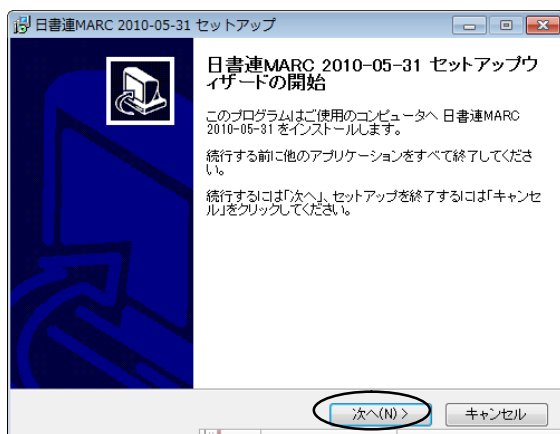 日書連MARC 2010-05-31 セットアップ
日書連MARC 2010-05-31 セットアップウ
ィザードの開始
このプログラムはご使用のコンピュータへ 日書連MARC
2010-05-31 をインストールします。
続行する前に他のアプリケーションをすべて終了してくださ
い。
続行するには「次へ」、セットアップを終了するには「キャンセ
ル」をクリックしてください。
次へ(N) >
キャンセル